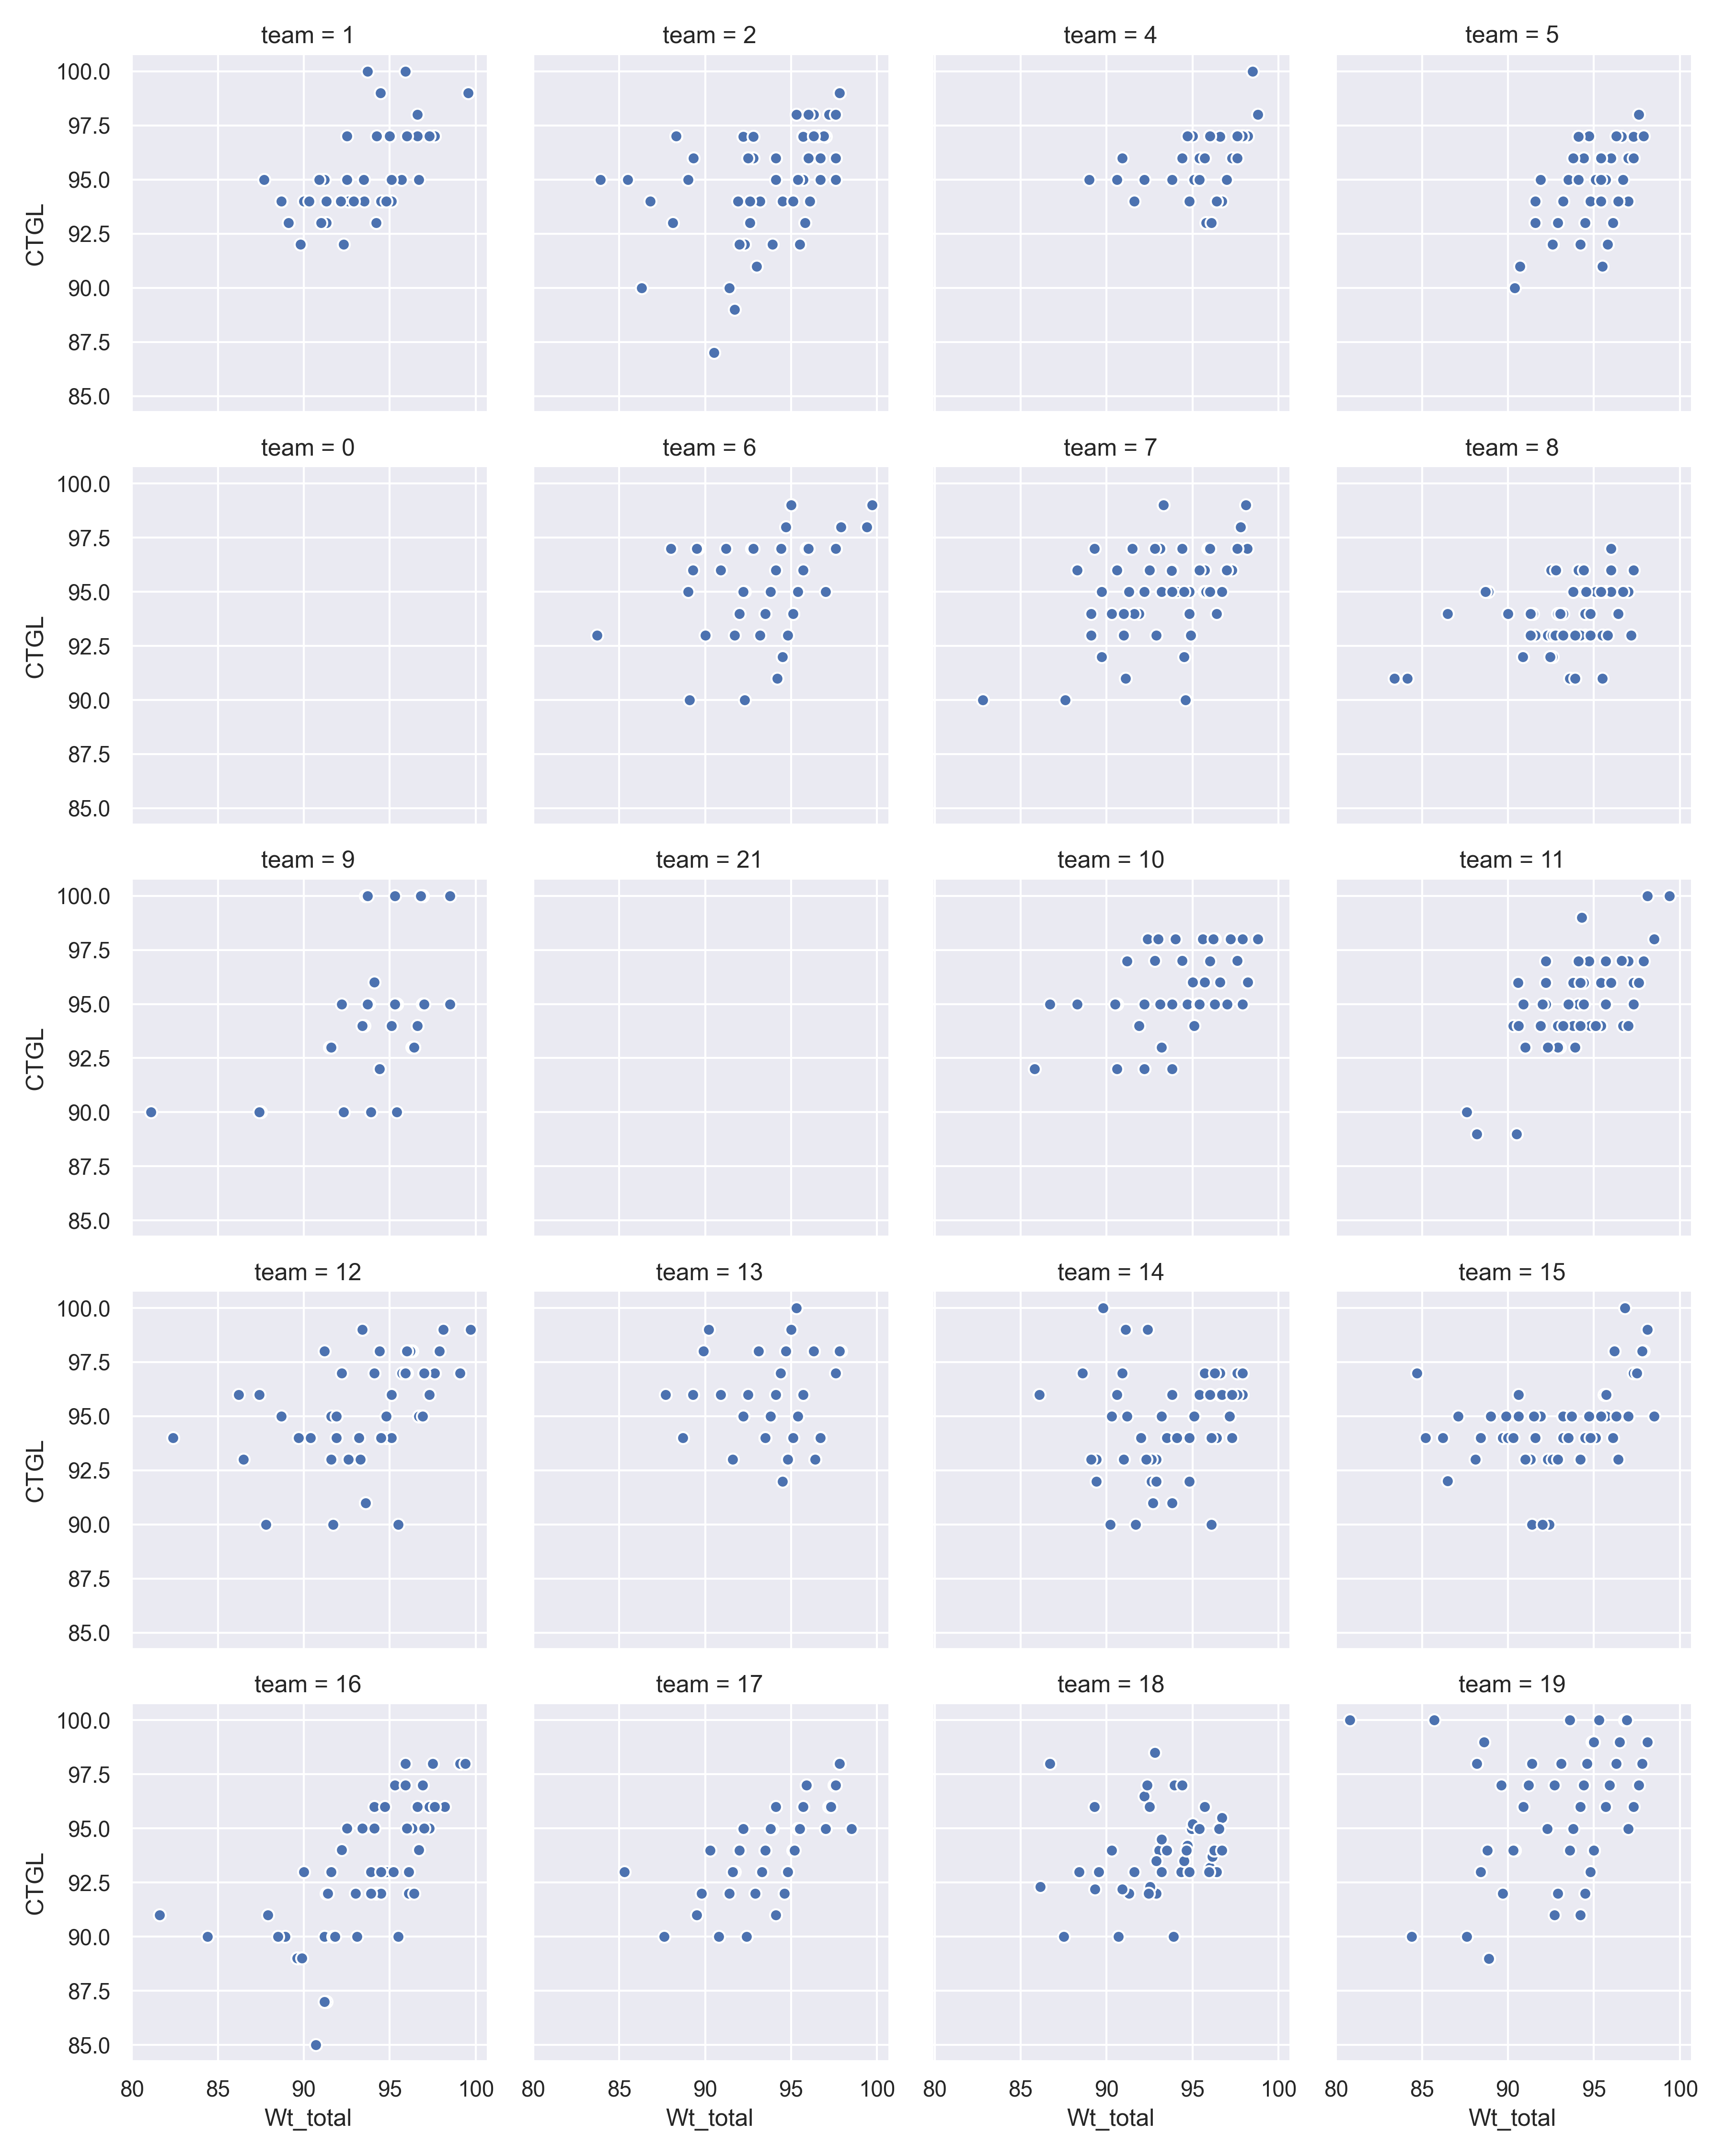 team = 1 team = 2 team = 4 team = 5
100.0
97.5
95.0
92.5
90.0
87.5
85.0
CTGL
team = 0 team = 6 team = 7 team = 8
100.0
97.5
95.0
92.5
90.0
87.5
85.0
CTGL
team = 9 team = 21 team = 10 team = 11
100.0
97.5
95.0
92.5
90.0
87.5
85.0
CTGL
team = 12 team = 13 team = 14 team = 15
100.0
97.5
95.0
92.5
90.0
87.5
85.0
CTGL
team = 16 team = 17 team = 18 team = 19
100.0
97.5
95.0
92.5
90.0
87.5
85.0
CTGL
80 85 90 95 100 80 85 90 95 100 80 85 90 95 100 80 85 90 95 100
Wt_total Wt_total Wt_total Wt_total